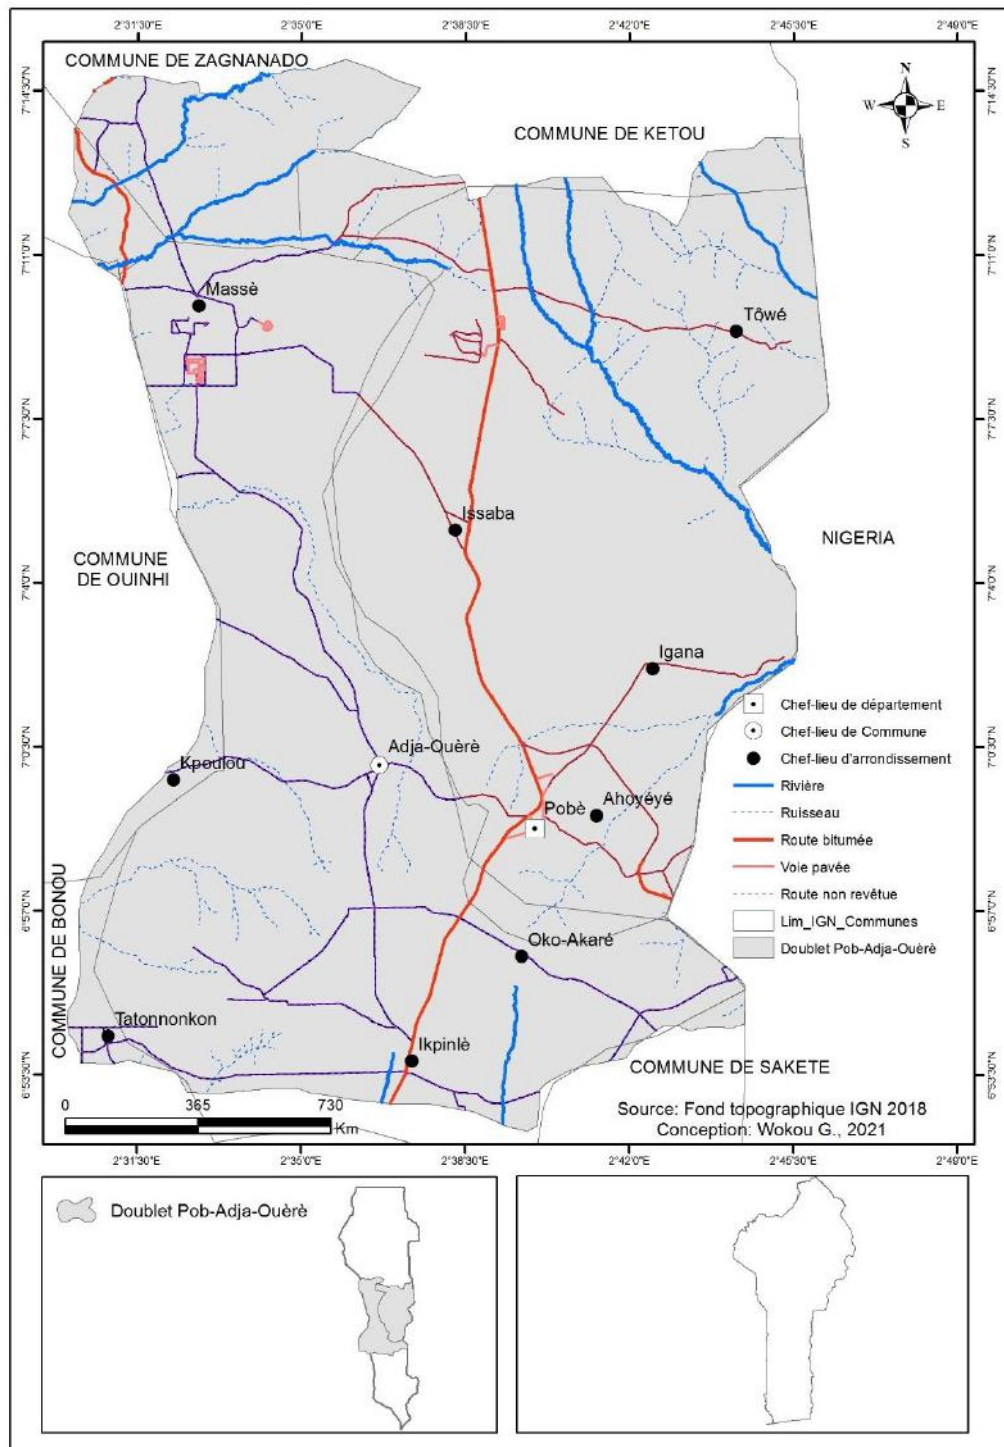 2°31'30"E 2°35'0"E 2°38'30"E 2°42'0"E 2°45'30"E 2°49'0"E
COMMUNE DE ZAGNANADO
7°14'30"N 7°14'30"N
N
W E
S
COMMUNE DE KETOU
7°11'0"N 7°11'0"N
Massè
Tôwé
7°7'30"N 7°7'30"N
Issaba
NIGERIA
COMMUNE
DE OUINHI
7°4'0"N 7°4'0"N
Igana
Chef-lieu de département
Chef-lieu de Commune
Chef-lieu d'arrondissement
Rivière
Ruisseau
Route bitumée
Voie pavée
Route non revêtue
Lim_IGN_Communes
Doublet Pob-Adja-Ouèrè
7°0'30"N 7°0'30"N
Adja-Ouèrè
Kpoulou
Pobè
Ahoyéyé
6°57'0"N 6°57'0"N
COMMUNE DE BONOU
Oko-Akaré
Tatonnonkon
Ikpinlè
6°53'30"N 6°53'30"N
COMMUNE DE SAKETE
0 365 730
Km
Source: Fond topographique IGN 2018
Conception: Wokou G., 2021
2°31'30"E 2°35'0"E 2°38'30"E 2°42'0"E 2°45'30"E 2°49'0"E
Doublet Pob-Adja-Ouèrè